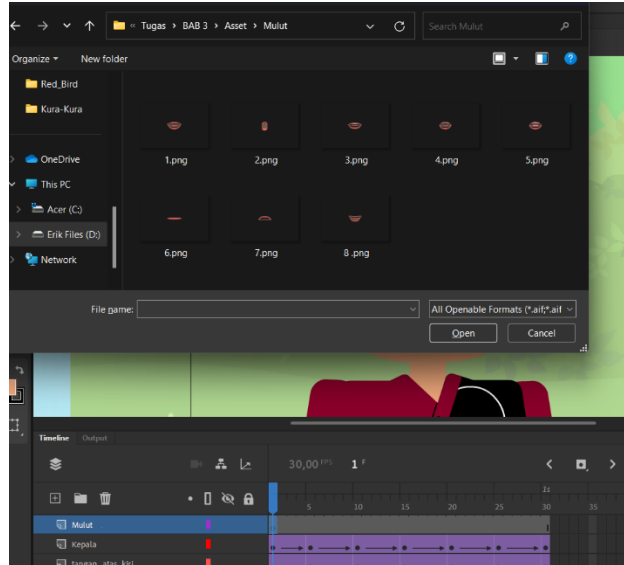 « Tugas › BAB 3 › Asset › Mulut
Search Mulut
Organize
New folder
Red_Bird
Kura-Kura
OneDrive
This PC
Acer (C:)
Erik Files (D:)
Network
1.png
2.png
3.png
4.png
5.png
6.png
7.png
8 .png
File name:
All Openable Formats (*.aif;*.aif
Open
Cancel
Timeline
Output
30,00 FPS
1 F
1s
5
10
15
20
25
30
35
Mulut
Kepala
tangan_atas_kiri